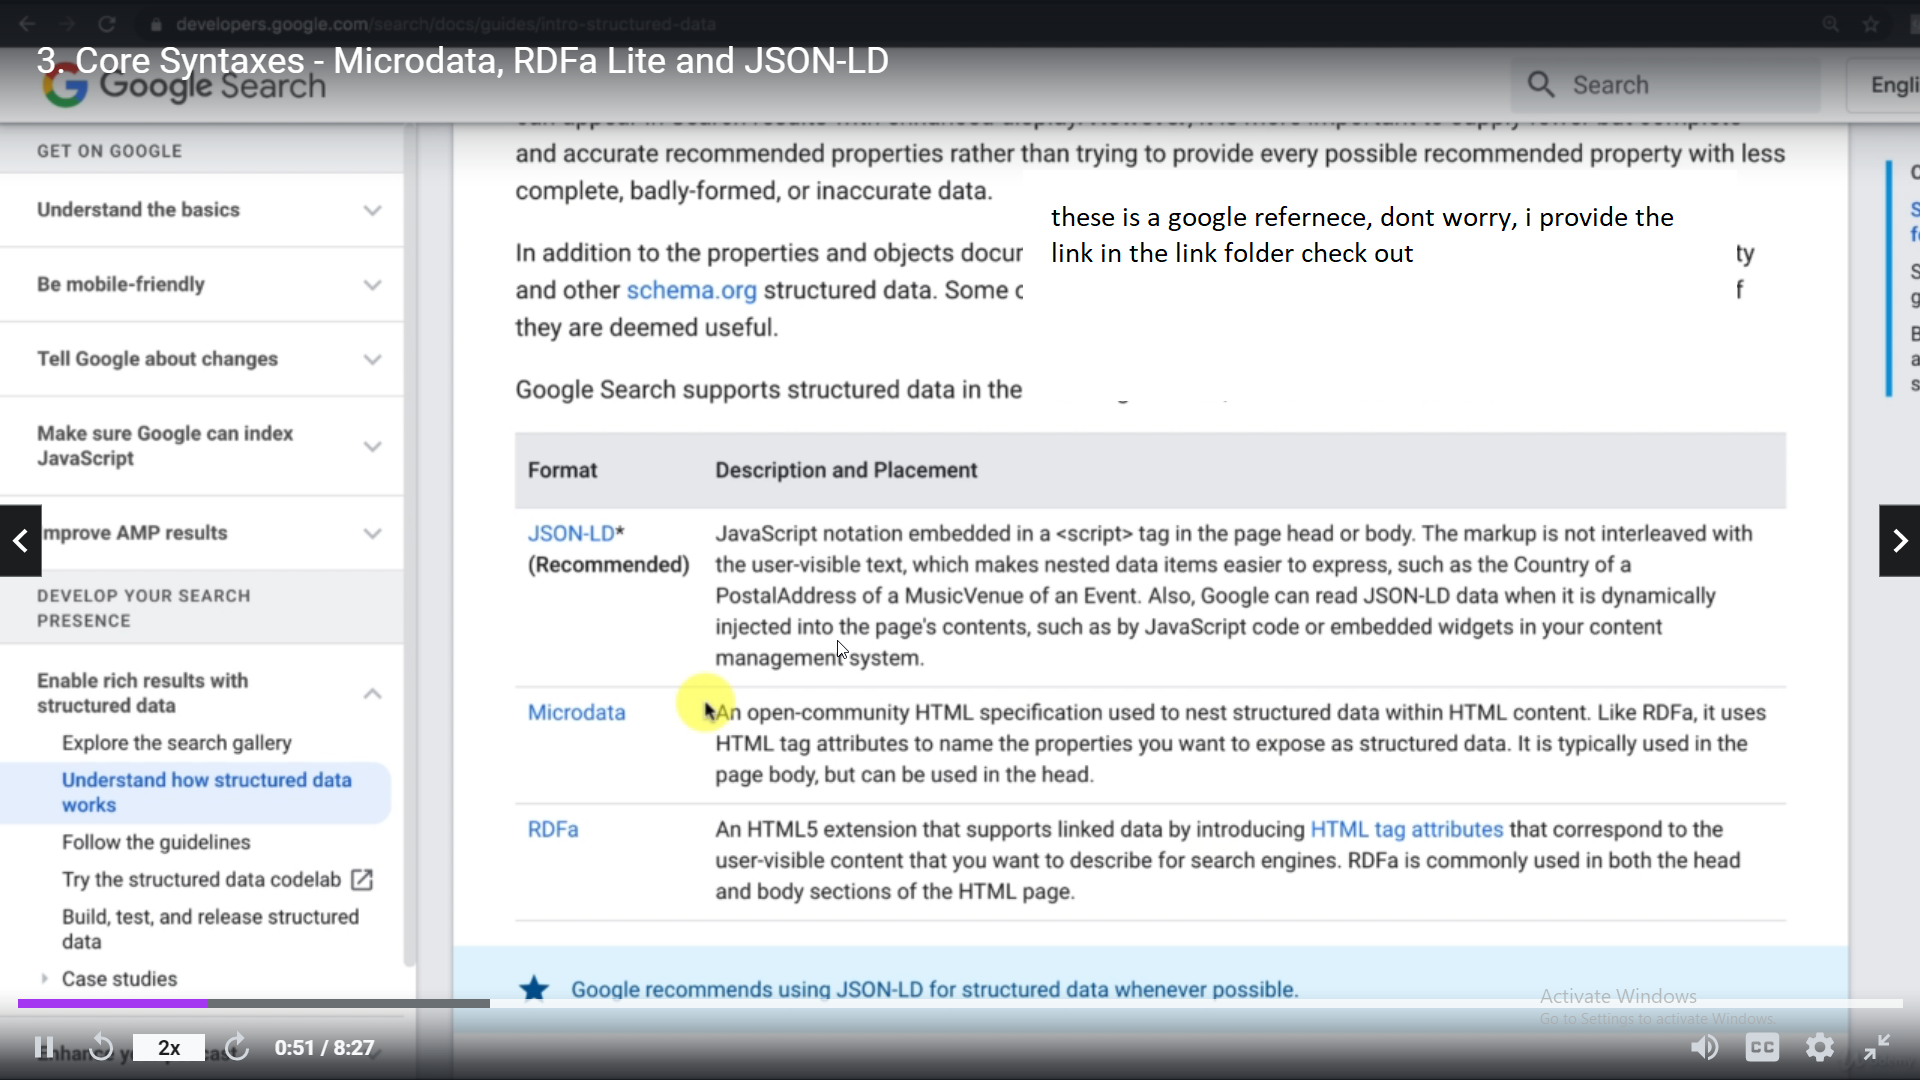 developers.google.com/search/docs/guides/intro-structured-data
3. Core Syntaxes - Microdata, RDFa Lite and JSON-LD
Google Search
Search
Engli
GET ON GOOGLE
Understand the basics
Be mobile-friendly
Tell Google about changes
Make sure Google can index
JavaScript
mprove AMP results
DEVELOP YOUR SEARCH
PRESENCE
Enable rich results with
structured data
Explore the search gallery
Understand how structured data
works
Follow the guidelines
Try the structured data codelab
Build, test, and release structured
data
Case studies
and accurate recommended properties rather than trying to provide every possible recommended property with less
complete, badly-formed, or inaccurate data.
these is a google refernece, dont worry, i provide the
link in the link folder check out
In addition to the properties and objects docur ty
and other schema.org structured data. Some c f
they are deemed useful.
Google Search supports structured data in the
Format Description and Placement
JSON-LD* JavaScript notation embedded in a <script> tag in the page head or body. The markup is not interleaved with
(Recommended) the user-visible text, which makes nested data items easier to express, such as the Country of a
PostalAddress of a MusicVenue of an Event. Also, Google can read JSON-LD data when it is dynamically
injected into the page's contents, such as by JavaScript code or embedded widgets in your content
management system.
Microdata An open-community HTML specification used to nest structured data within HTML content. Like RDFa, it uses
HTML tag attributes to name the properties you want to expose as structured data. It is typically used in the
page body, but can be used in the head.
RDFa An HTML5 extension that supports linked data by introducing HTML tag attributes that correspond to the
user-visible content that you want to describe for search engines. RDFa is commonly used in both the head
and body sections of the HTML page.
Google recommends using JSON-LD for structured data whenever possible.
Activate Windows
Go to Settings to activate Windows.
2x
0:51 / 8:27
CC